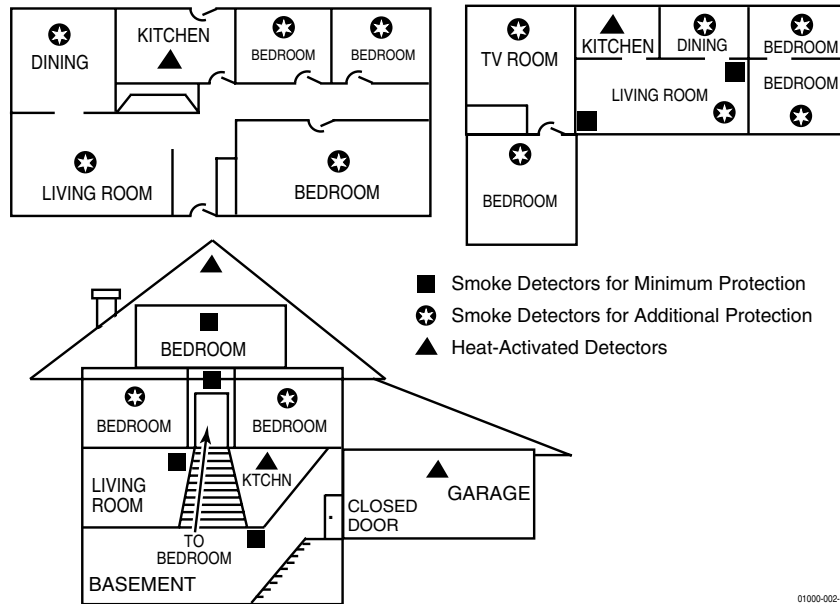 DINING
KITCHEN
BEDROOM
BEDROOM
LIVING ROOM
BEDROOM
TV ROOM
KITCHEN
DINING
BEDROOM
LIVING ROOM
BEDROOM
BEDROOM
Smoke Detectors for Minimum Protection
Smoke Detectors for Additional Protection
Heat-Activated Detectors
BEDROOM
BEDROOM
BEDROOM
LIVING
ROOM
KTCHN
TO
BEDROOM
BASEMENT
CLOSED
DOOR
GARAGE